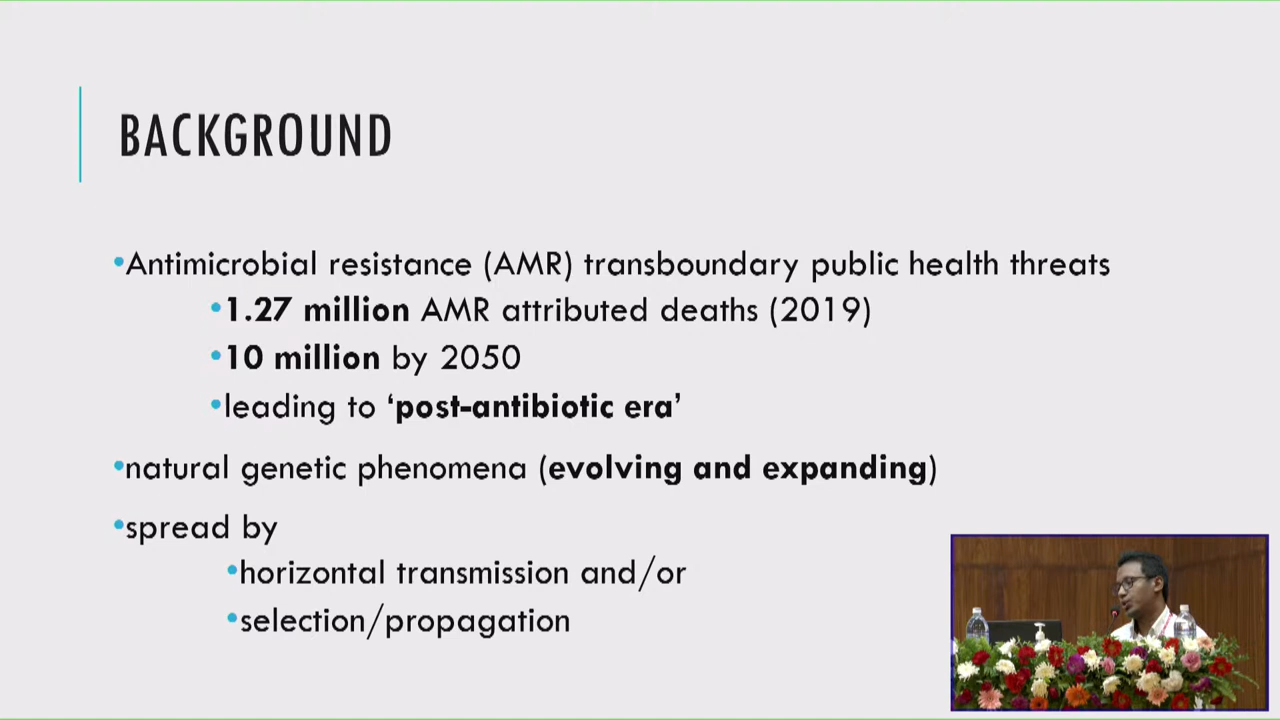 BACKGROUND
•Antimicrobial resistance (AMR) transboundary public health threats
•1.27 million AMR attributed deaths (2019)
•10 million by 2050
•leading to ‘post-antibiotic era’
•natural genetic phenomena (evolving and expanding)
•spread by
•horizontal transmission and/or
•selection/propagation